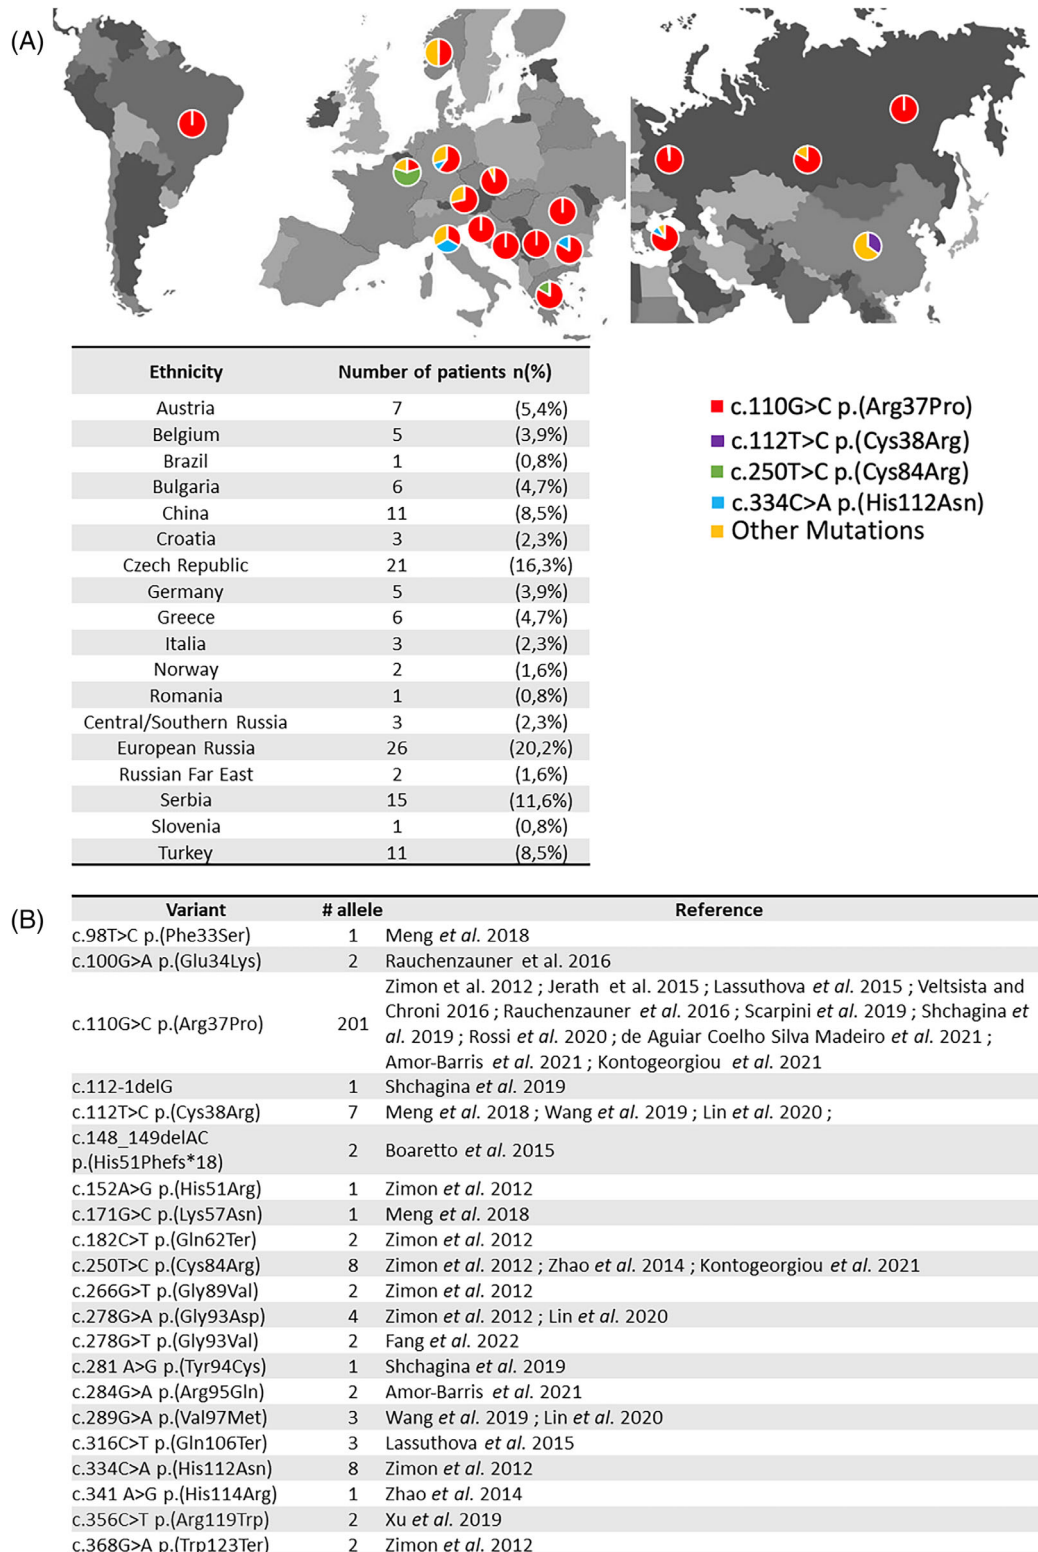 (A)
Ethnicity Number of patients n(%)
Austria 7 (5,4%)
Belgium 5 (3,9%)
Brazil 1 (0,8%)
Bulgaria 6 (4,7%)
China 11 (8,5%)
Croatia 3 (2,3%)
Czech Republic 21 (16,3%)
Germany 5 (3,9%)
Greece 6 (4,7%)
Italia 3 (2,3%)
Norway 2 (1,6%)
Romania 1 (0,8%)
Central/Southern Russia 3 (2,3%)
European Russia 26 (20,2%)
Russian Far East 2 (1,6%)
Serbia 15 (11,6%)
Slovenia 1 (0,8%)
Turkey 11 (8,5%)
c.110G>C p.(Arg37Pro)
c.112T>C p.(Cys38Arg)
c.250T>C p.(Cys84Arg)
c.334C>A p.(His112Asn)
Other Mutations
(B)
Variant # allele Reference
c.98T>C p.(Phe33Ser) 1 Meng et al. 2018
c.100G>A p.(Glu34Lys) 2 Rauchenzauner et al. 2016
c.110G>C p.(Arg37Pro) 201 Zimon et al. 2012 ; Jerath et al. 2015 ; Lassuthova et al. 2015 ; Veltsista and
Chroni 2016 ; Rauchenzauner et al. 2016 ; Scarpini et al. 2019 ; Shchagina et
al. 2019 ; Rossi et al. 2020 ; de Aguiar Coelho Silva Madeiro et al. 2021 ;
Amor-Barris et al. 2021 ; Kontogeorgiou et al. 2021
c.112-1delG 1 Shchagina et al. 2019
c.112T>C p.(Cys38Arg) 7 Meng et al. 2018 ; Wang et al. 2019 ; Lin et al. 2020 ;
c.148_149delAC
p.(His51Phefs*18) 2 Boaretto et al. 2015
c.152A>G p.(His51Arg) 1 Zimon et al. 2012
c.171G>C p.(Lys57Asn) 1 Meng et al. 2018
c.182C>T p.(Gln62Ter) 2 Zimon et al. 2012
c.250T>C p.(Cys84Arg) 8 Zimon et al. 2012 ; Zhao et al. 2014 ; Kontogeorgiou et al. 2021
c.266G>T p.(Gly89Val) 2 Zimon et al. 2012
c.278G>A p.(Gly93Asp) 4 Zimon et al. 2012 ; Lin et al. 2020
c.278G>T p.(Gly93Val) 2 Fang et al. 2022
c.281 A>G p.(Tyr94Cys) 1 Shchagina et al. 2019
c.284G>A p.(Arg95Gln) 2 Amor-Barris et al. 2021
c.289G>A p.(Val97Met) 3 Wang et al. 2019 ; Lin et al. 2020
c.316C>T p.(Gln106Ter) 3 Lassuthova et al. 2015
c.334C>A p.(His112Asn) 8 Zimon et al. 2012
c.341 A>G p.(His114Arg) 1 Zhao et al. 2014
c.356C>T p.(Arg119Trp) 2 Xu et al. 2019
c.368G>A p.(Trp123Ter) 2 Zimon et al. 2012